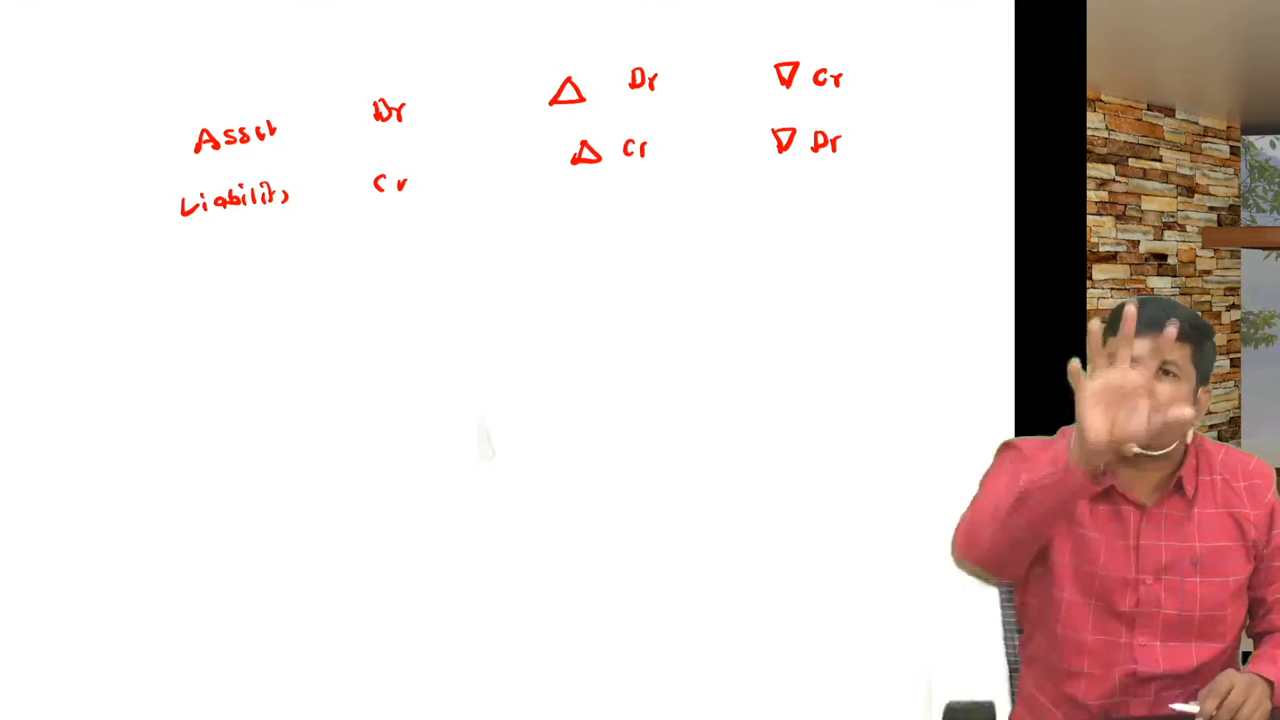 Asset Dr △ Dr ▽ Cr
Liability Cr △ Cr ▽ Dr